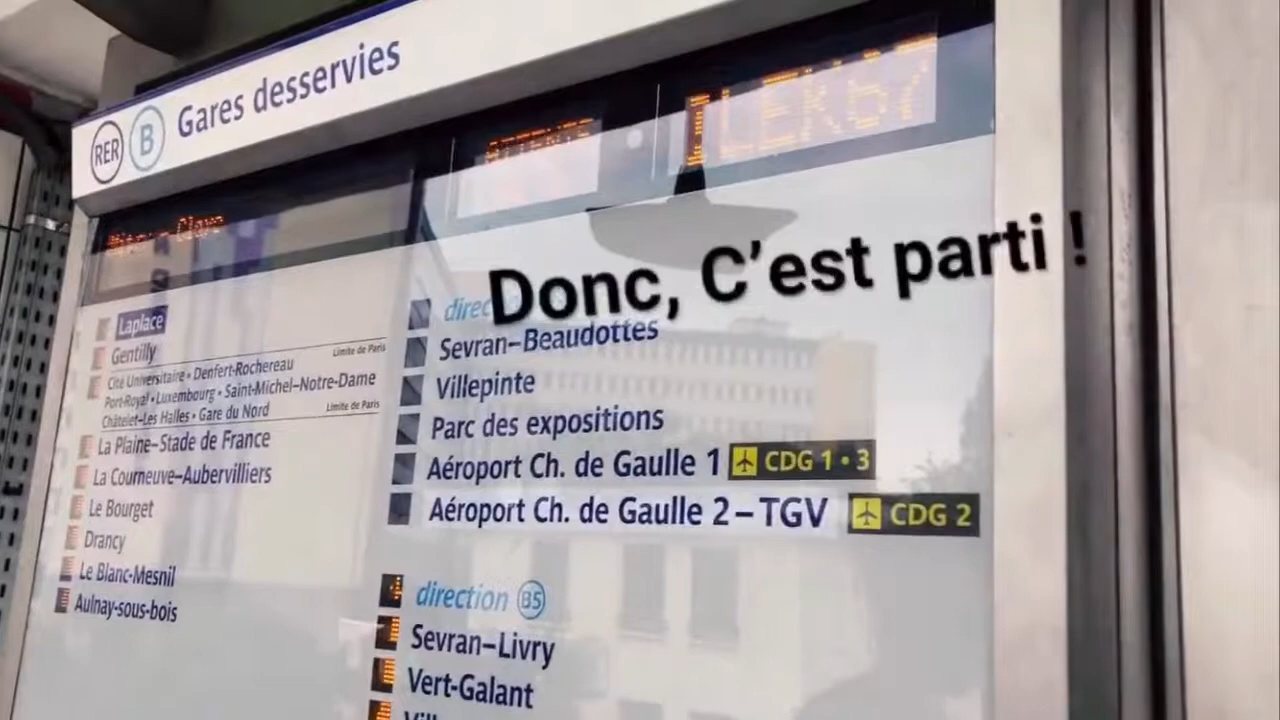 RER B Gares desservies
ATTENTE
Mitry-Claye
Donc, C'est parti !
Laplace
Gentilly
Limite de Paris
Cité Universitaire • Denfert-Rochereau
Port-Royal • Luxembourg • Saint-Michel–Notre-Dame
Châtelet–Les Halles • Gare du Nord
Limite de Paris
La Plaine–Stade de France
La Courneuve–Aubervilliers
Le Bourget
Drancy
Le Blanc-Mesnil
Aulnay-sous-bois
Sevran–Beaudottes
Villepinte
Parc des expositions
Aéroport Ch. de Gaulle 1 CDG 1 • 3
Aéroport Ch. de Gaulle 2 – TGV CDG 2
direction B5
Sevran–Livry
Vert-Galant